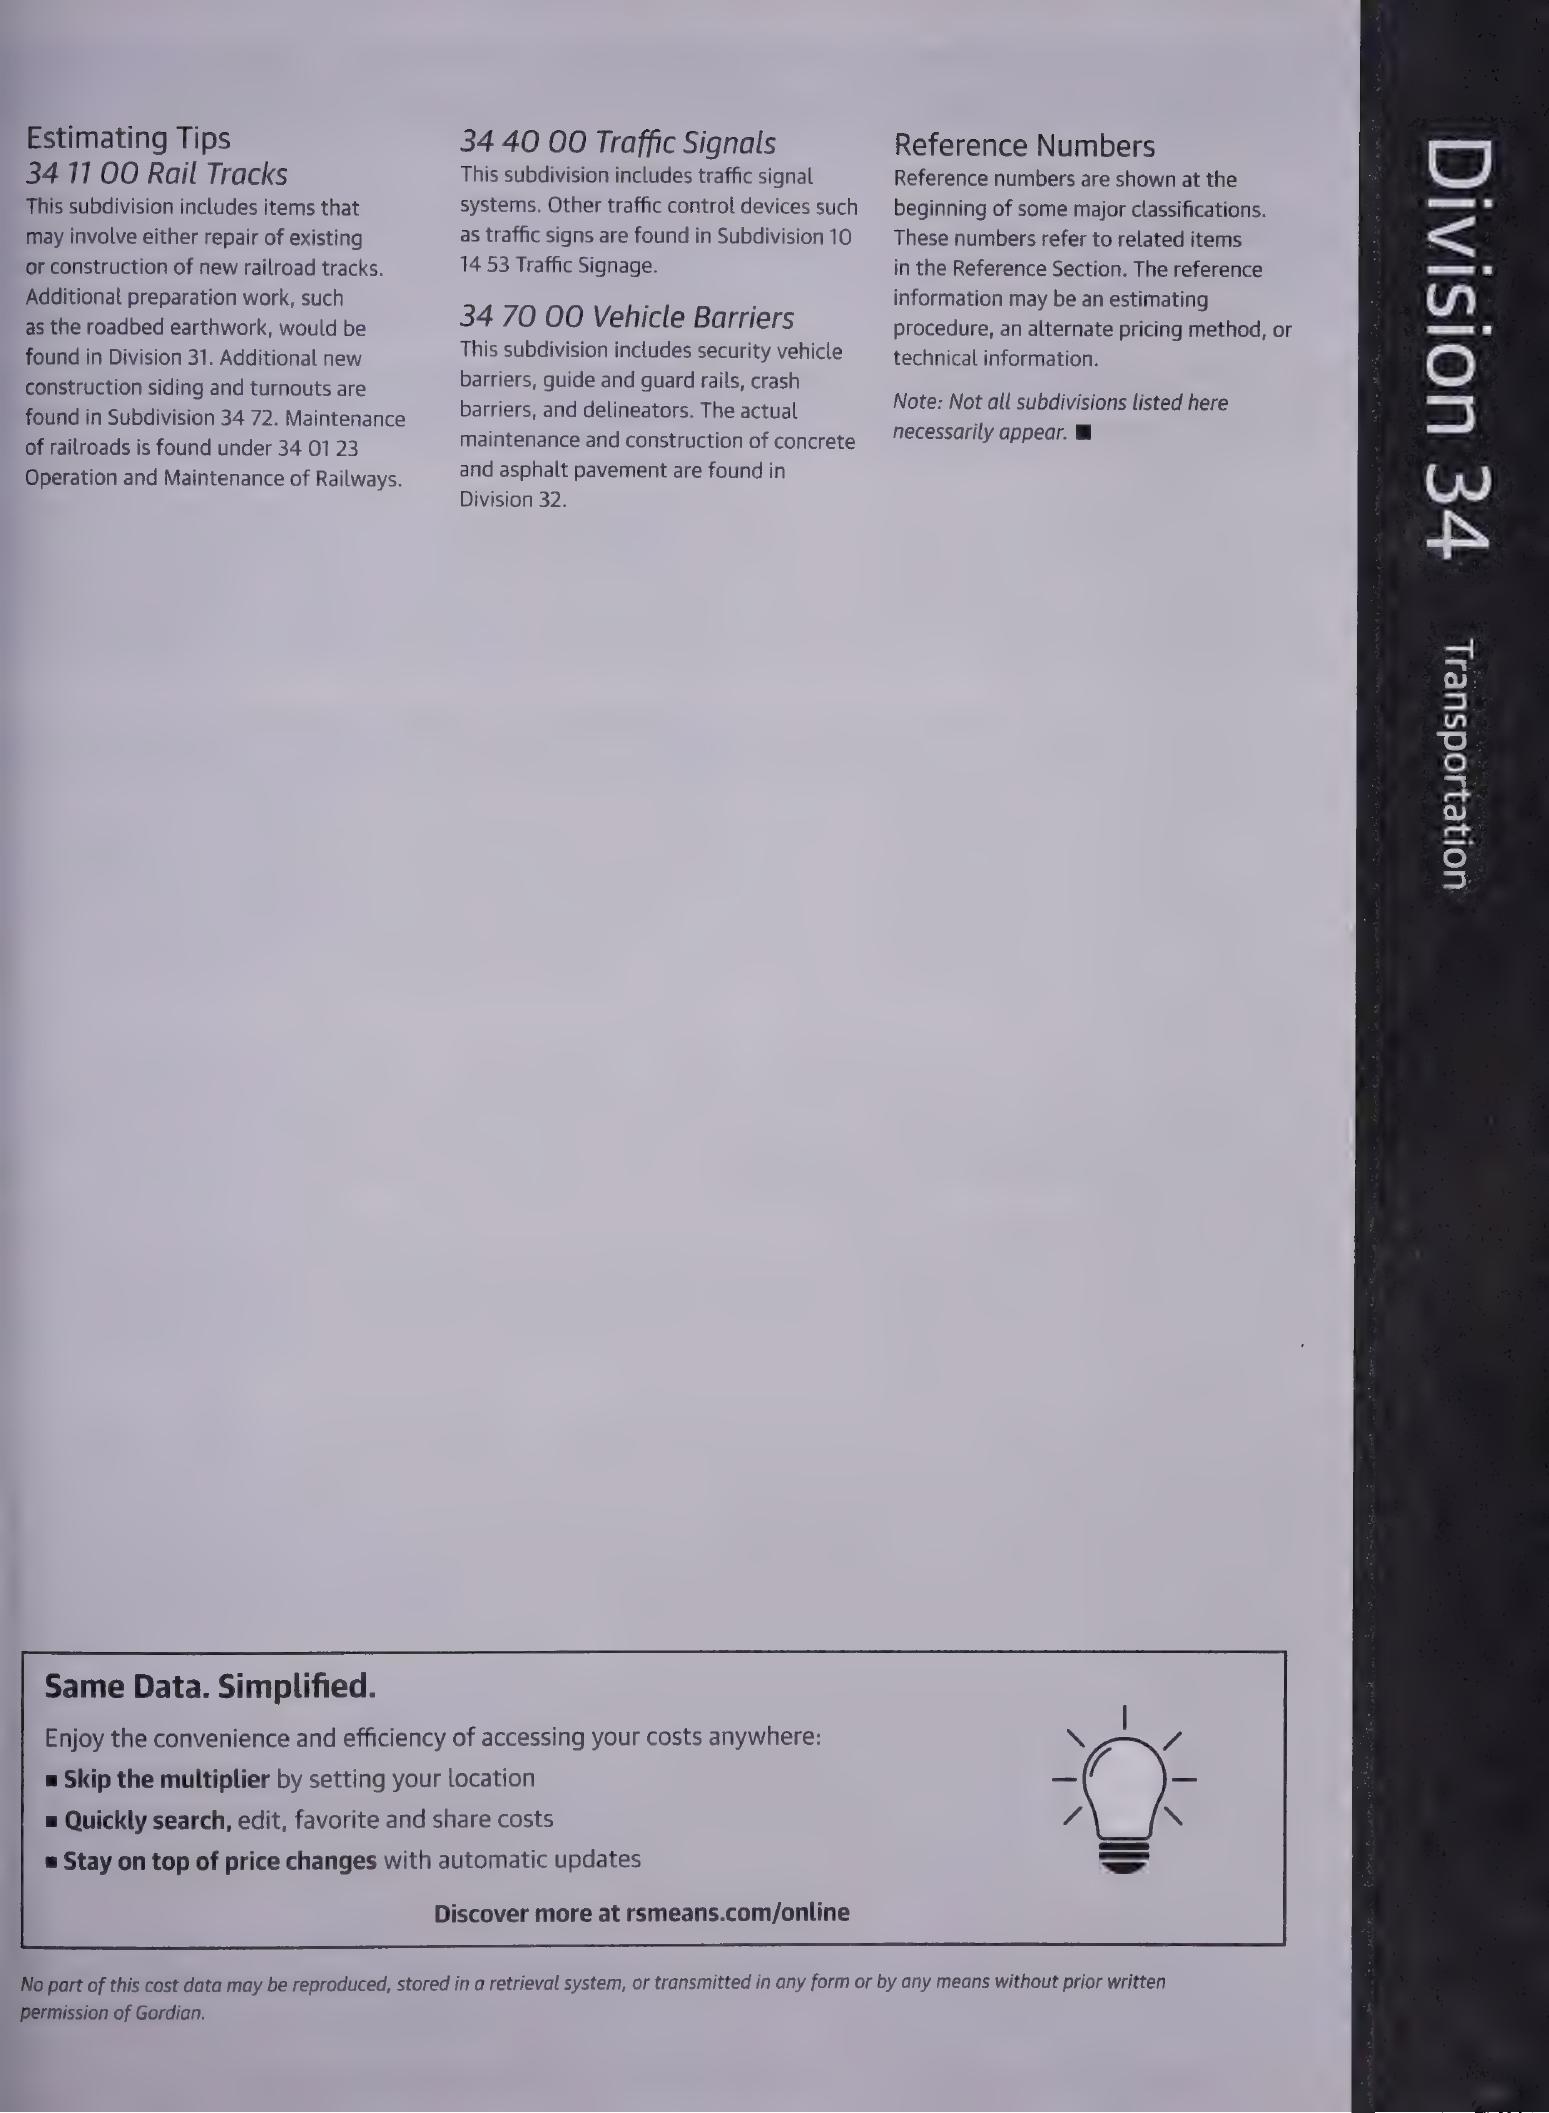 Estimating Tips
34 11 00 Rail Tracks
This subdivision includes items that
may involve either repair of existing
or construction of new railroad tracks.
Additional preparation work, such
as the roadbed earthwork, would be
found in Division 31. Additional new
construction siding and turnouts are
found in Subdivision 34 72. Maintenance
of railroads is found under 34 01 23
Operation and Maintenance of Railways.
34 40 00 Traffic Signals
This subdivision includes traffic signal
systems. Other traffic control devices such
as traffic signs are found in Subdivision 10
14 53 Traffic Signage.
34 70 00 Vehicle Barriers
This subdivision includes security vehicle
barriers, guide and guard rails, crash
barriers, and delineators. The actual
maintenance and construction of concrete
and asphalt pavement are found in
Division 32.
Reference Numbers
Reference numbers are shown at the
beginning of some major classifications.
These numbers refer to related items
in the Reference Section. The reference
information may be an estimating
procedure, an alternate pricing method, or
technical information.
Note: Not all subdivisions listed here
necessarily appear. ■
Division 34 Transportation
Same Data. Simplified.
Enjoy the convenience and efficiency of accessing your costs anywhere:
■ Skip the multiplier by setting your location
■ Quickly search, edit, favorite and share costs
■ Stay on top of price changes with automatic updates
Discover more at rsmeans.com/online
No part of this cost data may be reproduced, stored in a retrieval system, or transmitted in any form or by any means without prior written
permission of Gordian.